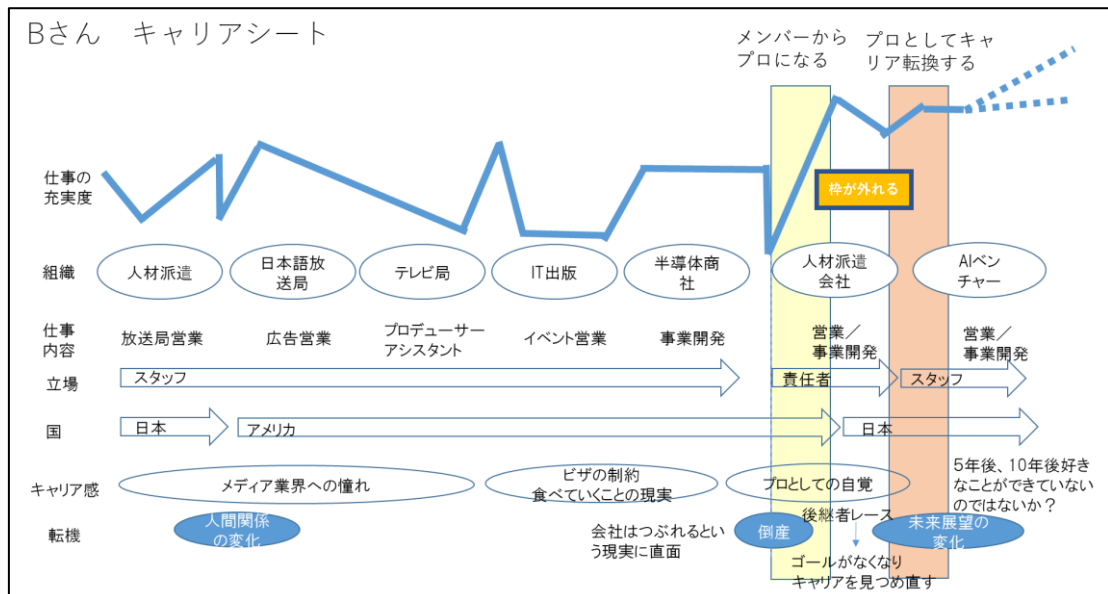 Bさん　キャリアシート
メンバーから
プロになる
プロとしてキャ
リア転換する
仕事の
充実度
枠が外れる
組織
人材派遣
日本語放
送局
テレビ局
IT出版
半導体商
社
人材派遣
会社
AIベン
チャー
仕事
内容
放送局営業
広告営業
プロデューサー
アシスタント
イベント営業
事業開発
営業／
事業開発
営業／
事業開発
立場
スタッフ
責任者
スタッフ
国
日本
アメリカ
日本
キャリア感
メディア業界への憧れ
ビザの制約
食べていくことの現実
プロとしての自覚
5年後、10年後好き
なことができていない
のではないか？
転機
人間関係
の変化
会社はつぶれるとい
う現実に直面
倒産
後継者レース
未来展望の
変化
ゴールがなくなり
キャリアを見つめ直す